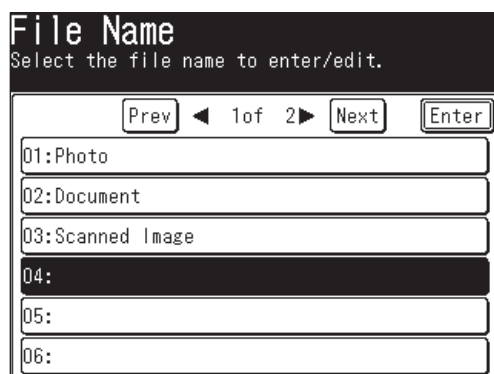 File Name
Select the file name to enter/edit.
Prev ◀ 1of 2▶ Next Enter
01:Photo
02:Document
03:Scanned Image
04:
05:
06: